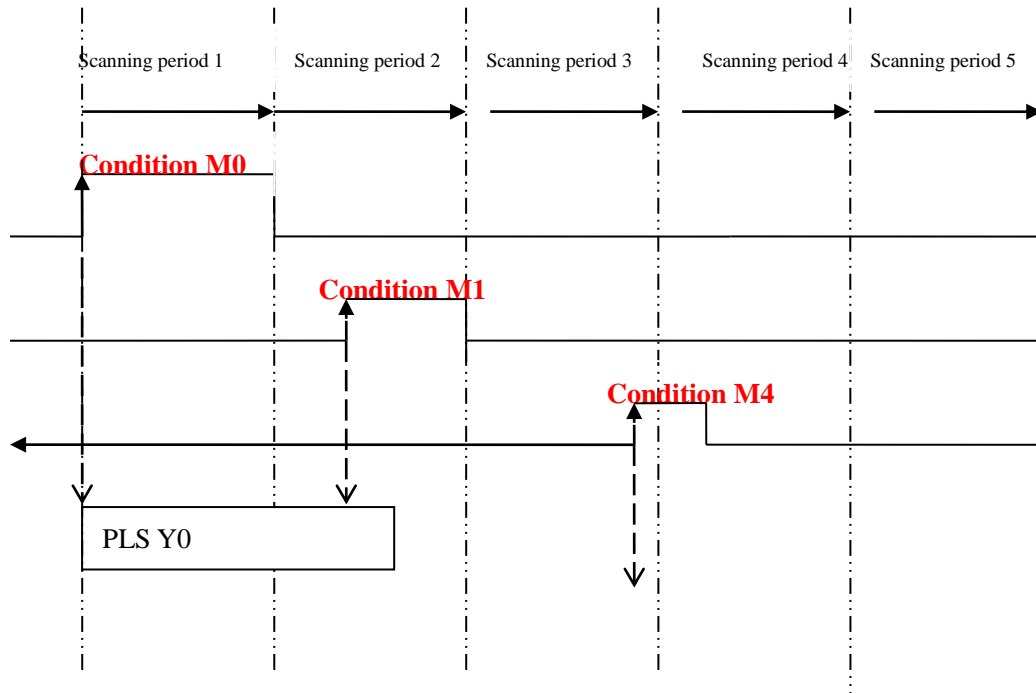 Scanning period 1
Scanning period 2
Scanning period 3
Scanning period 4
Scanning period 5
Condition M0
Condition M1
Condition M4
PLS Y0